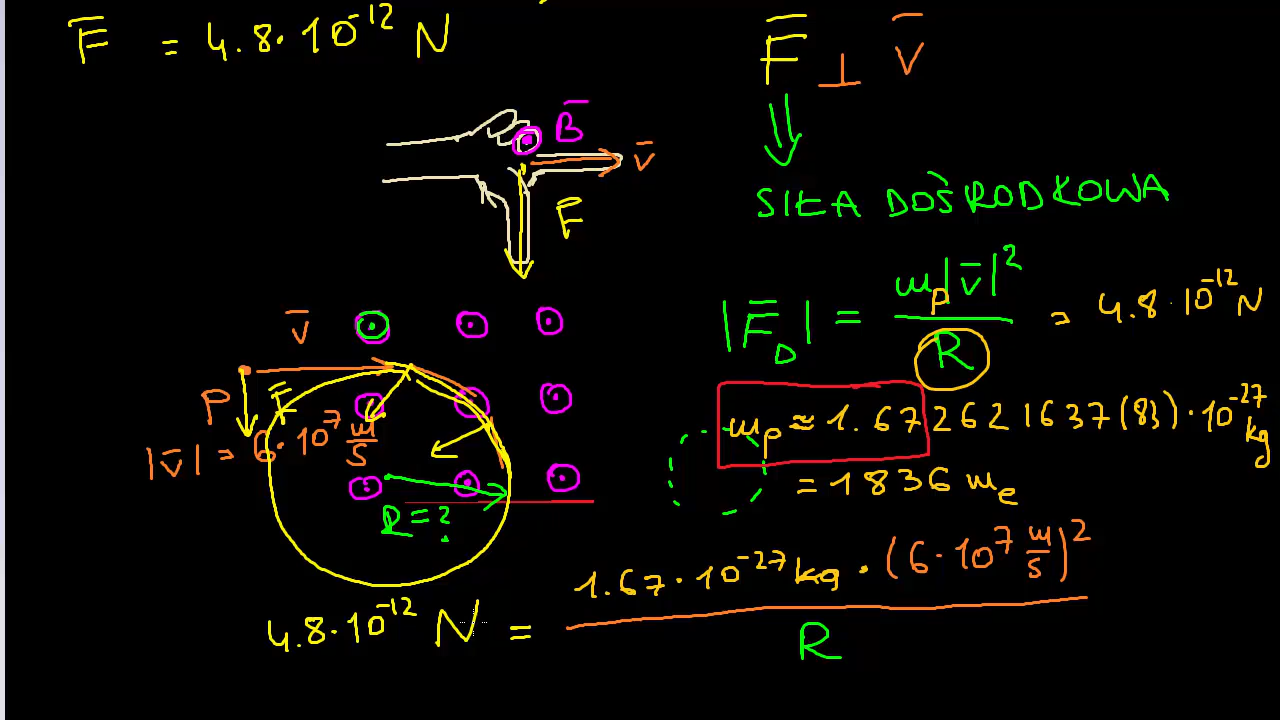 F̅ = 4.8·10⁻¹² N
F̅ ⊥ v̅
⇓
B̅
v̅
F̅
SIŁA DOŚRODKOWA
|F̅_D| = m_p|v̅|²/R = 4.8·10⁻¹² N
v̅
P
F̅
|v̅| = 6·10⁷ m/s
m_p ≈ 1.672621637(83)·10⁻²⁷ kg
= 1836 m_e
R = ?
4.8·10⁻¹² N = 1.67·10⁻²⁷ kg · (6·10⁷ m/s)² / R